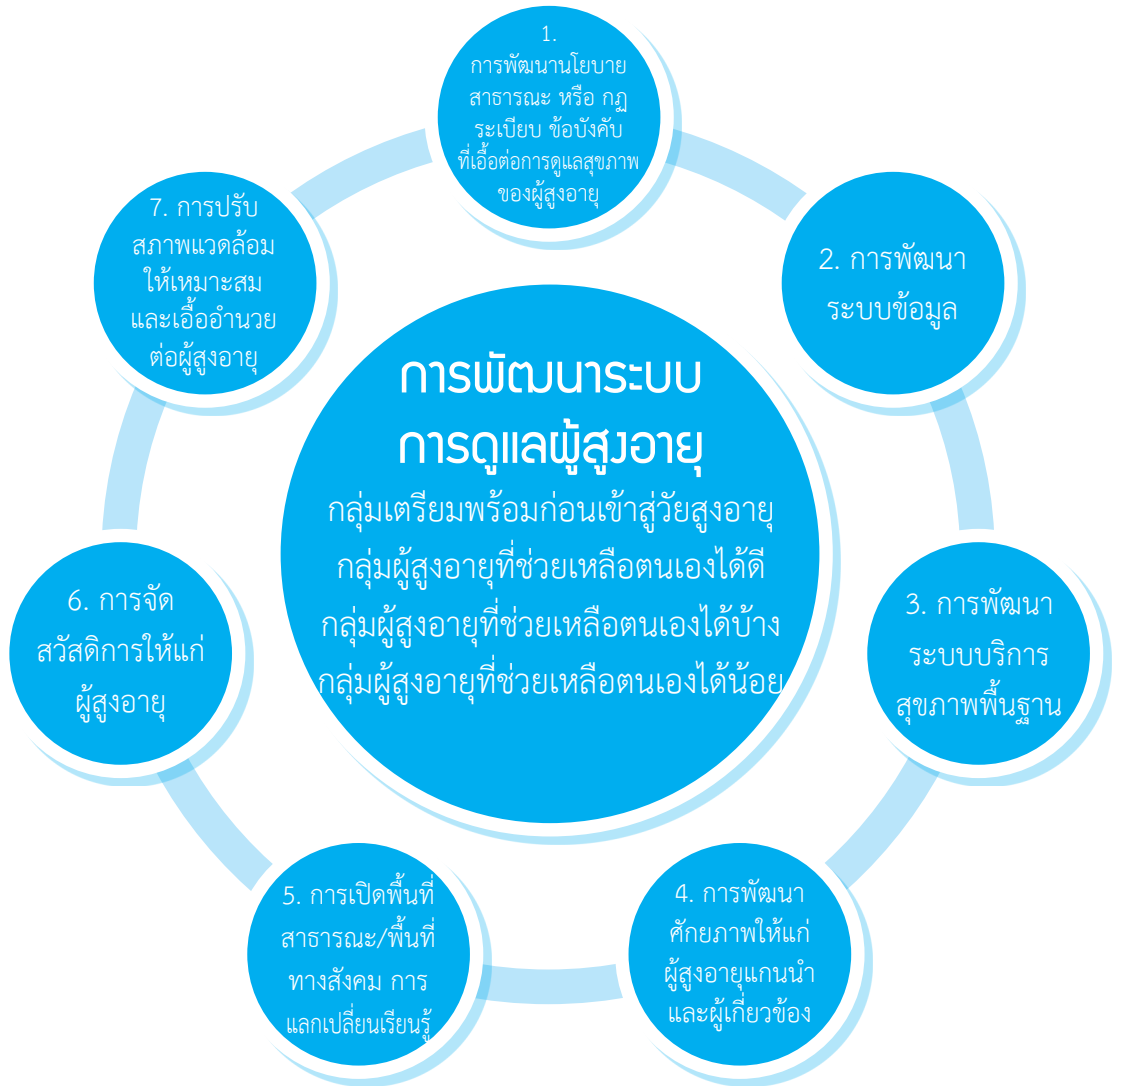 1.
การพัฒนานโยบาย
สาธารณะ หรือ กฏ
ระเบียบ ข้อบังคับ
ที่เอื้อต่อการดูแลสุขภาพ
ของผู้สูงอายุ
2. การพัฒนา
ระบบข้อมูล
3. การพัฒนา
ระบบบริการ
สุขภาพพื้นฐาน
4. การพัฒนา
ศักยภาพให้แก่
ผู้สูงอายุแกนนำ
และผู้เกี่ยวข้อง
5. การเปิดพื้นที่
สาธารณะ/พื้นที่
ทางสังคม การ
แลกเปลี่ยนเรียนรู้
6. การจัด
สวัสดิการให้แก่
ผู้สูงอายุ
7. การปรับ
สภาพแวดล้อม
ให้เหมาะสม
และเอื้ออำนวย
ต่อผู้สูงอายุ
การพัฒนาระบบ
การดูแลผู้สูงอายุ
กลุ่มเตรียมพร้อมก่อนเข้าสู่วัยสูงอายุ
กลุ่มผู้สูงอายุที่ช่วยเหลือตนเองได้ดี
กลุ่มผู้สูงอายุที่ช่วยเหลือตนเองได้บ้าง
กลุ่มผู้สูงอายุที่ช่วยเหลือตนเองได้น้อย